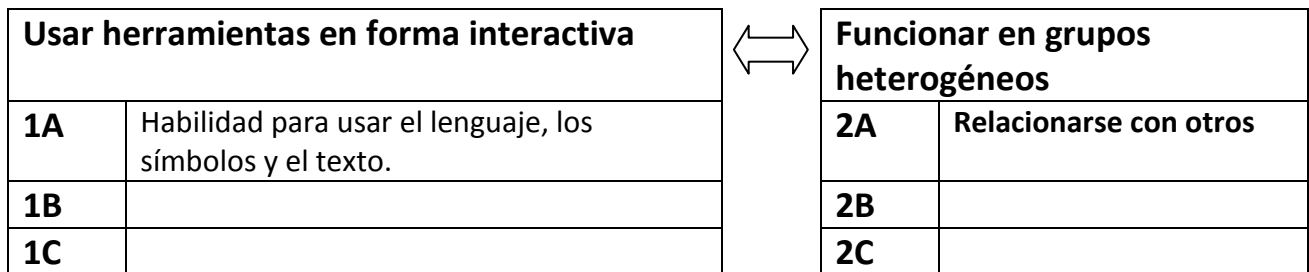 Usar herramientas en forma interactiva
1A Habilidad para usar el lenguaje, los
símbolos y el texto.
1B
1C
Funcionar en grupos
heterogéneos
2A Relacionarse con otros
2B
2C